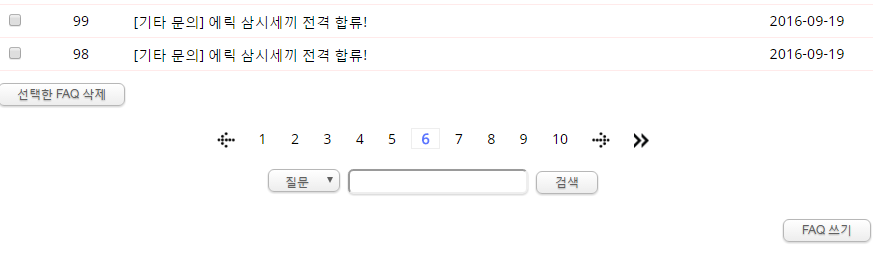 99 [기타 문의] 에릭 삼시세끼 전격 합류! 2016-09-19
98 [기타 문의] 에릭 삼시세끼 전격 합류! 2016-09-19
선택한 FAQ 삭제
1 2 3 4 5 6 7 8 9 10
질문 검색
FAQ 쓰기